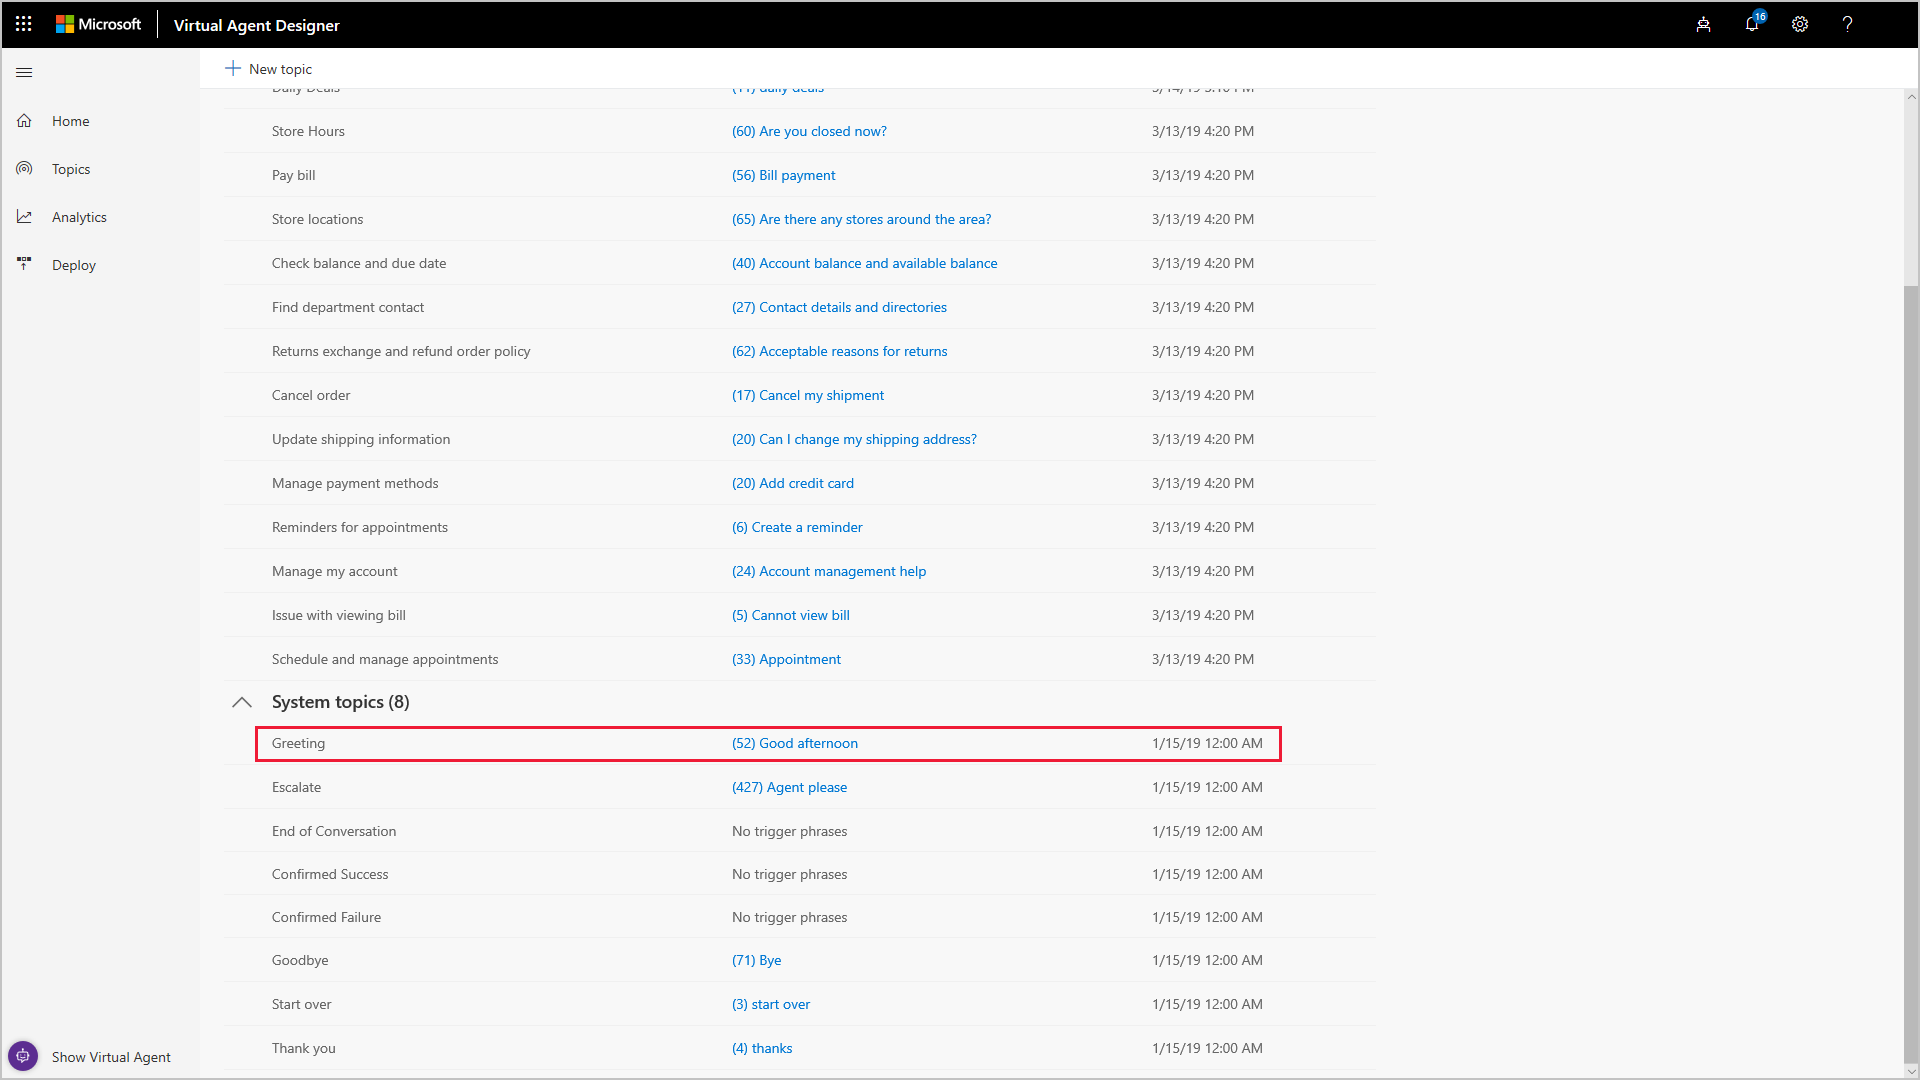 Microsoft Virtual Agent Designer 16 ?
+ New topic
Daily Deals (11) daily deals
Home Store Hours (60) Are you closed now? 3/13/19 4:20 PM
Topics Pay bill (56) Bill payment 3/13/19 4:20 PM
Analytics Store locations (65) Are there any stores around the area? 3/13/19 4:20 PM
Deploy Check balance and due date (40) Account balance and available balance 3/13/19 4:20 PM
Find department contact (27) Contact details and directories 3/13/19 4:20 PM
Returns exchange and refund order policy (62) Acceptable reasons for returns 3/13/19 4:20 PM
Cancel order (17) Cancel my shipment 3/13/19 4:20 PM
Update shipping information (20) Can I change my shipping address? 3/13/19 4:20 PM
Manage payment methods (20) Add credit card 3/13/19 4:20 PM
Reminders for appointments (6) Create a reminder 3/13/19 4:20 PM
Manage my account (24) Account management help 3/13/19 4:20 PM
Issue with viewing bill (5) Cannot view bill 3/13/19 4:20 PM
Schedule and manage appointments (33) Appointment 3/13/19 4:20 PM
System topics (8)
Greeting (52) Good afternoon 1/15/19 12:00 AM
Escalate (427) Agent please 1/15/19 12:00 AM
End of Conversation No trigger phrases 1/15/19 12:00 AM
Confirmed Success No trigger phrases 1/15/19 12:00 AM
Confirmed Failure No trigger phrases 1/15/19 12:00 AM
Goodbye (71) Bye 1/15/19 12:00 AM
Start over (3) start over 1/15/19 12:00 AM
Thank you (4) thanks 1/15/19 12:00 AM
Show Virtual Agent